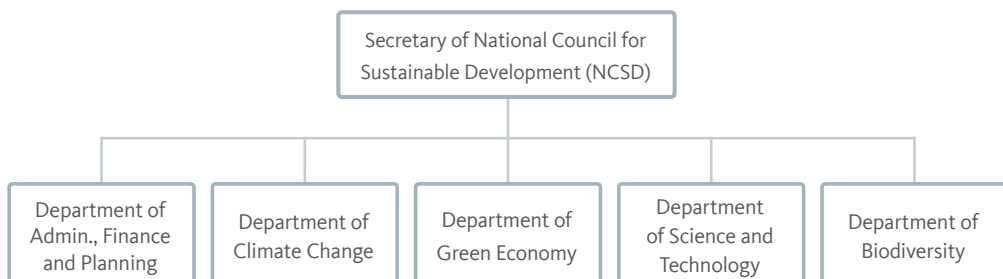 Secretary of National Council for
Sustainable Development (NCSD)
Department of
Admin., Finance
and Planning
Department of
Climate Change
Department of
Green Economy
Department
of Science and
Technology
Department of
Biodiversity